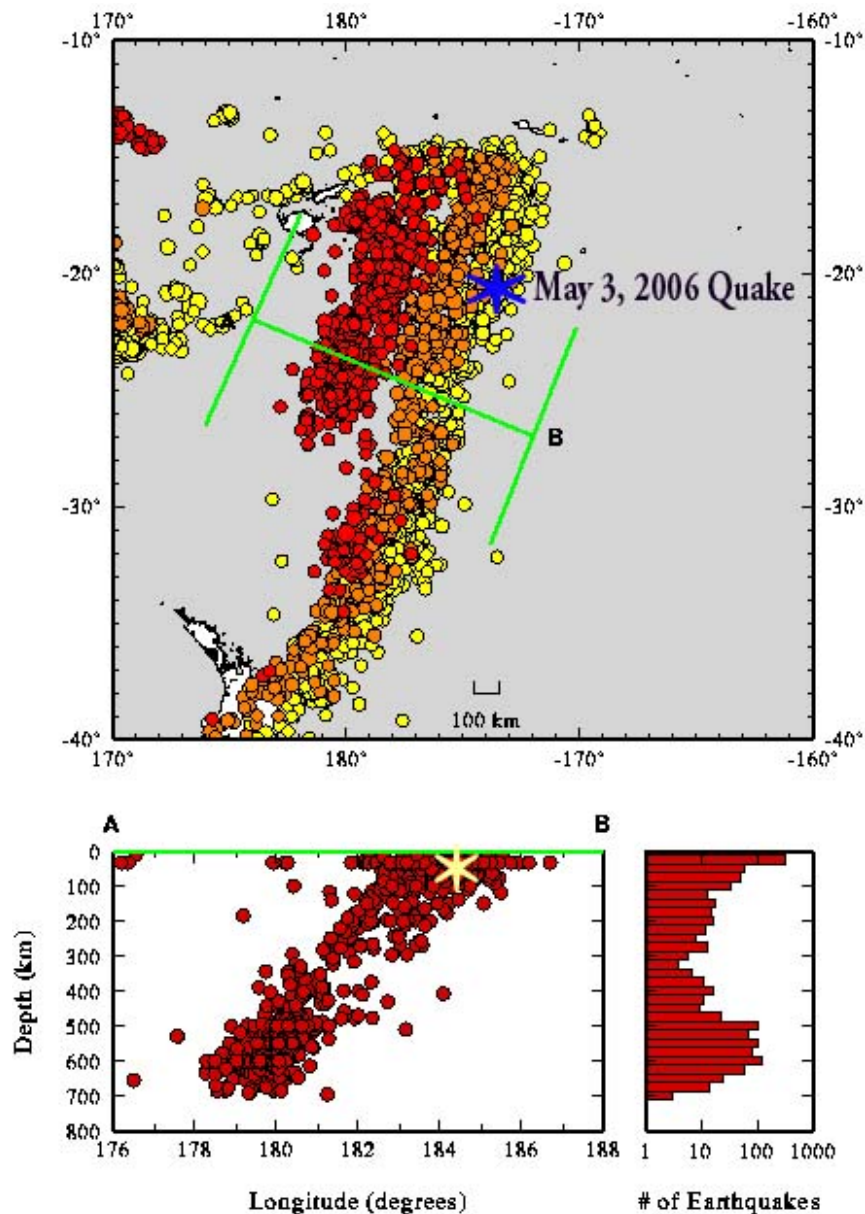 170° 180° -170° -160°
-10° -10°
-20° -20°
May 3, 2006 Quake
B
-30° -30°
100 km
-40° -40°
170° 180° -170° -160°
A B
0
100
200
300
400
500
600
700
800
Depth (km)
176 178 180 182 184 186 188
1 10 100 1000
Longitude (degrees) # of Earthquakes